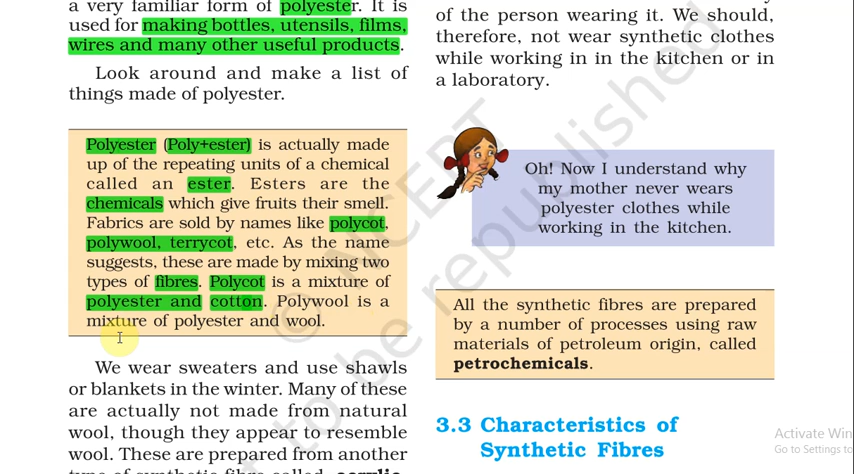 a very familiar form of polyester. It is
used for making bottles, utensils, films,
wires and many other useful products.
Look around and make a list of
things made of polyester.
Polyester (Poly+ester) is actually made
up of the repeating units of a chemical
called an ester. Esters are the
chemicals which give fruits their smell.
Fabrics are sold by names like polycot,
polywool, terrycot, etc. As the name
suggests, these are made by mixing two
types of fibres. Polycot is a mixture of
polyester and cotton. Polywool is a
mixture of polyester and wool.
We wear sweaters and use shawls
or blankets in the winter. Many of these
are actually not made from natural
wool, though they appear to resemble
wool. These are prepared from another
type of synthetic fibre called acrylic.
of the person wearing it. We should,
therefore, not wear synthetic clothes
while working in in the kitchen or in
a laboratory.
Oh! Now I understand why
my mother never wears
polyester clothes while
working in the kitchen.
All the synthetic fibres are prepared
by a number of processes using raw
materials of petroleum origin, called
petrochemicals.
3.3 Characteristics of
Synthetic Fibres
© NCERT
to be republished
Activate Win
Go to Settings to